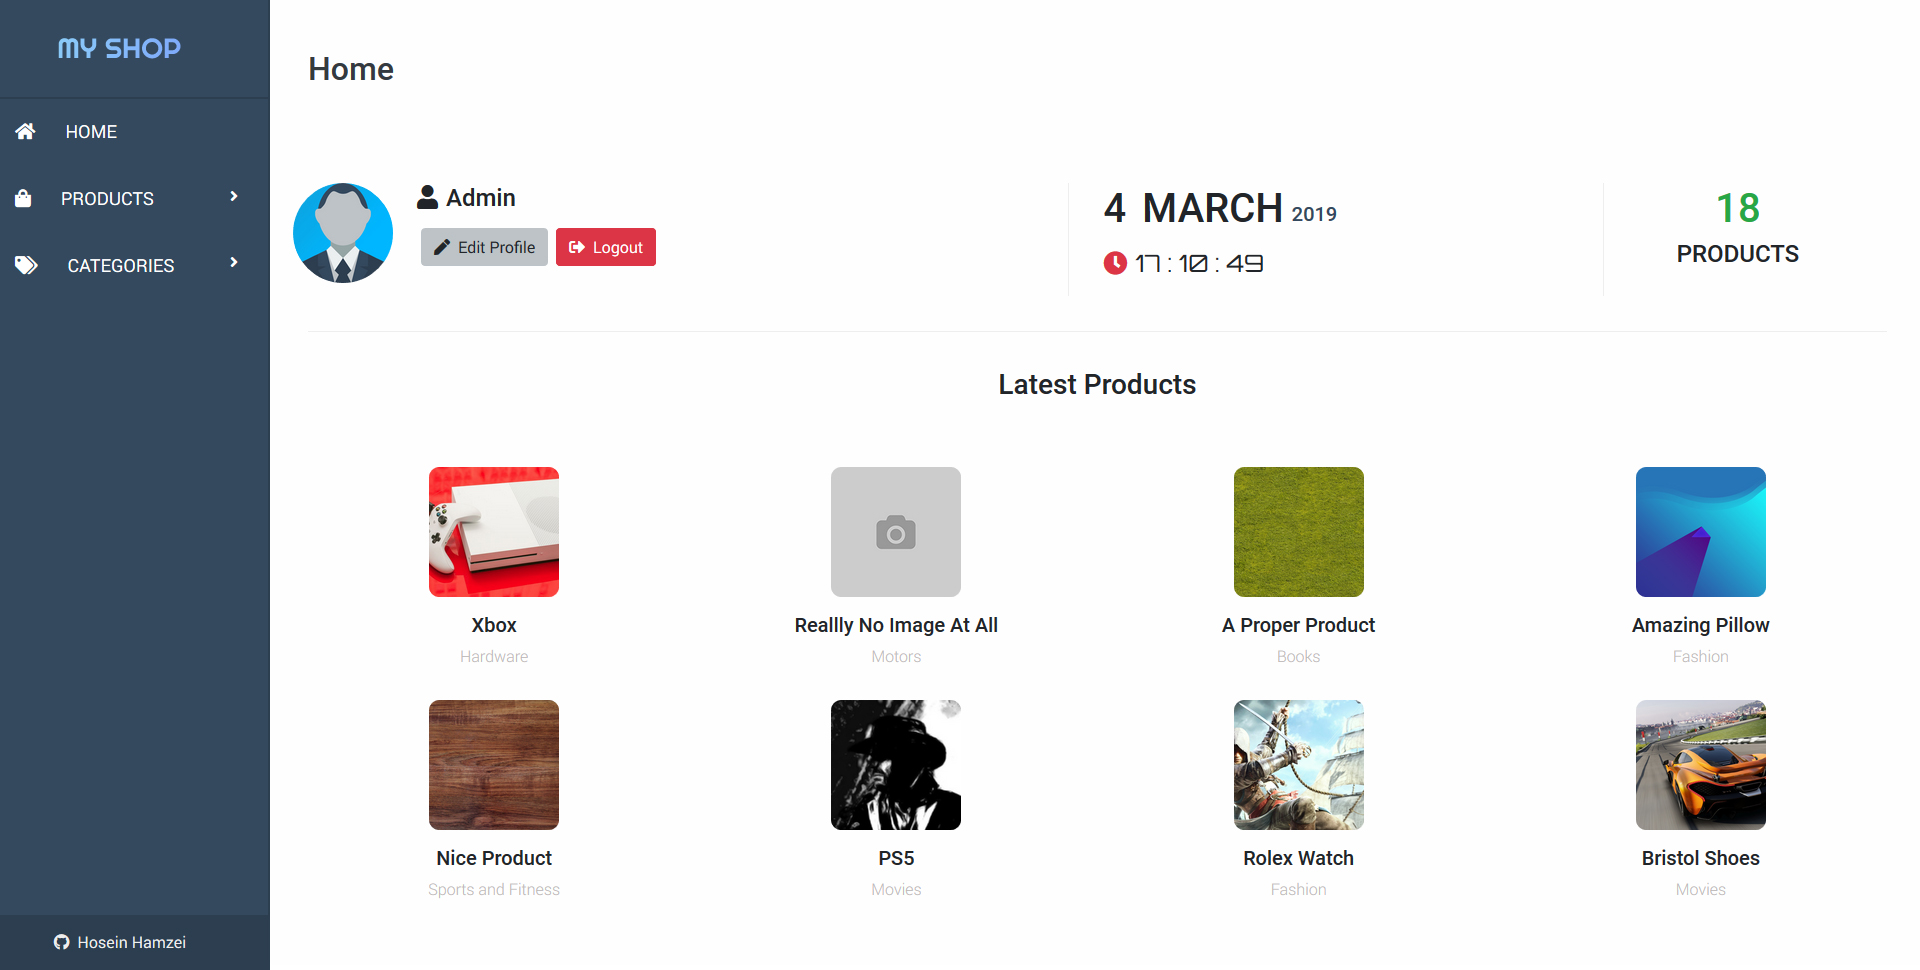 MY SHOP
HOME
PRODUCTS
CATEGORIES
Hosein Hamzei
Home
Admin
Edit Profile
Logout
4 MARCH 2019
17 : 10 : 49
18
PRODUCTS
Latest Products
Xbox
Hardware
Reallly No Image At All
Motors
A Proper Product
Books
Amazing Pillow
Fashion
Nice Product
Sports and Fitness
PS5
Movies
Rolex Watch
Fashion
Bristol Shoes
Movies